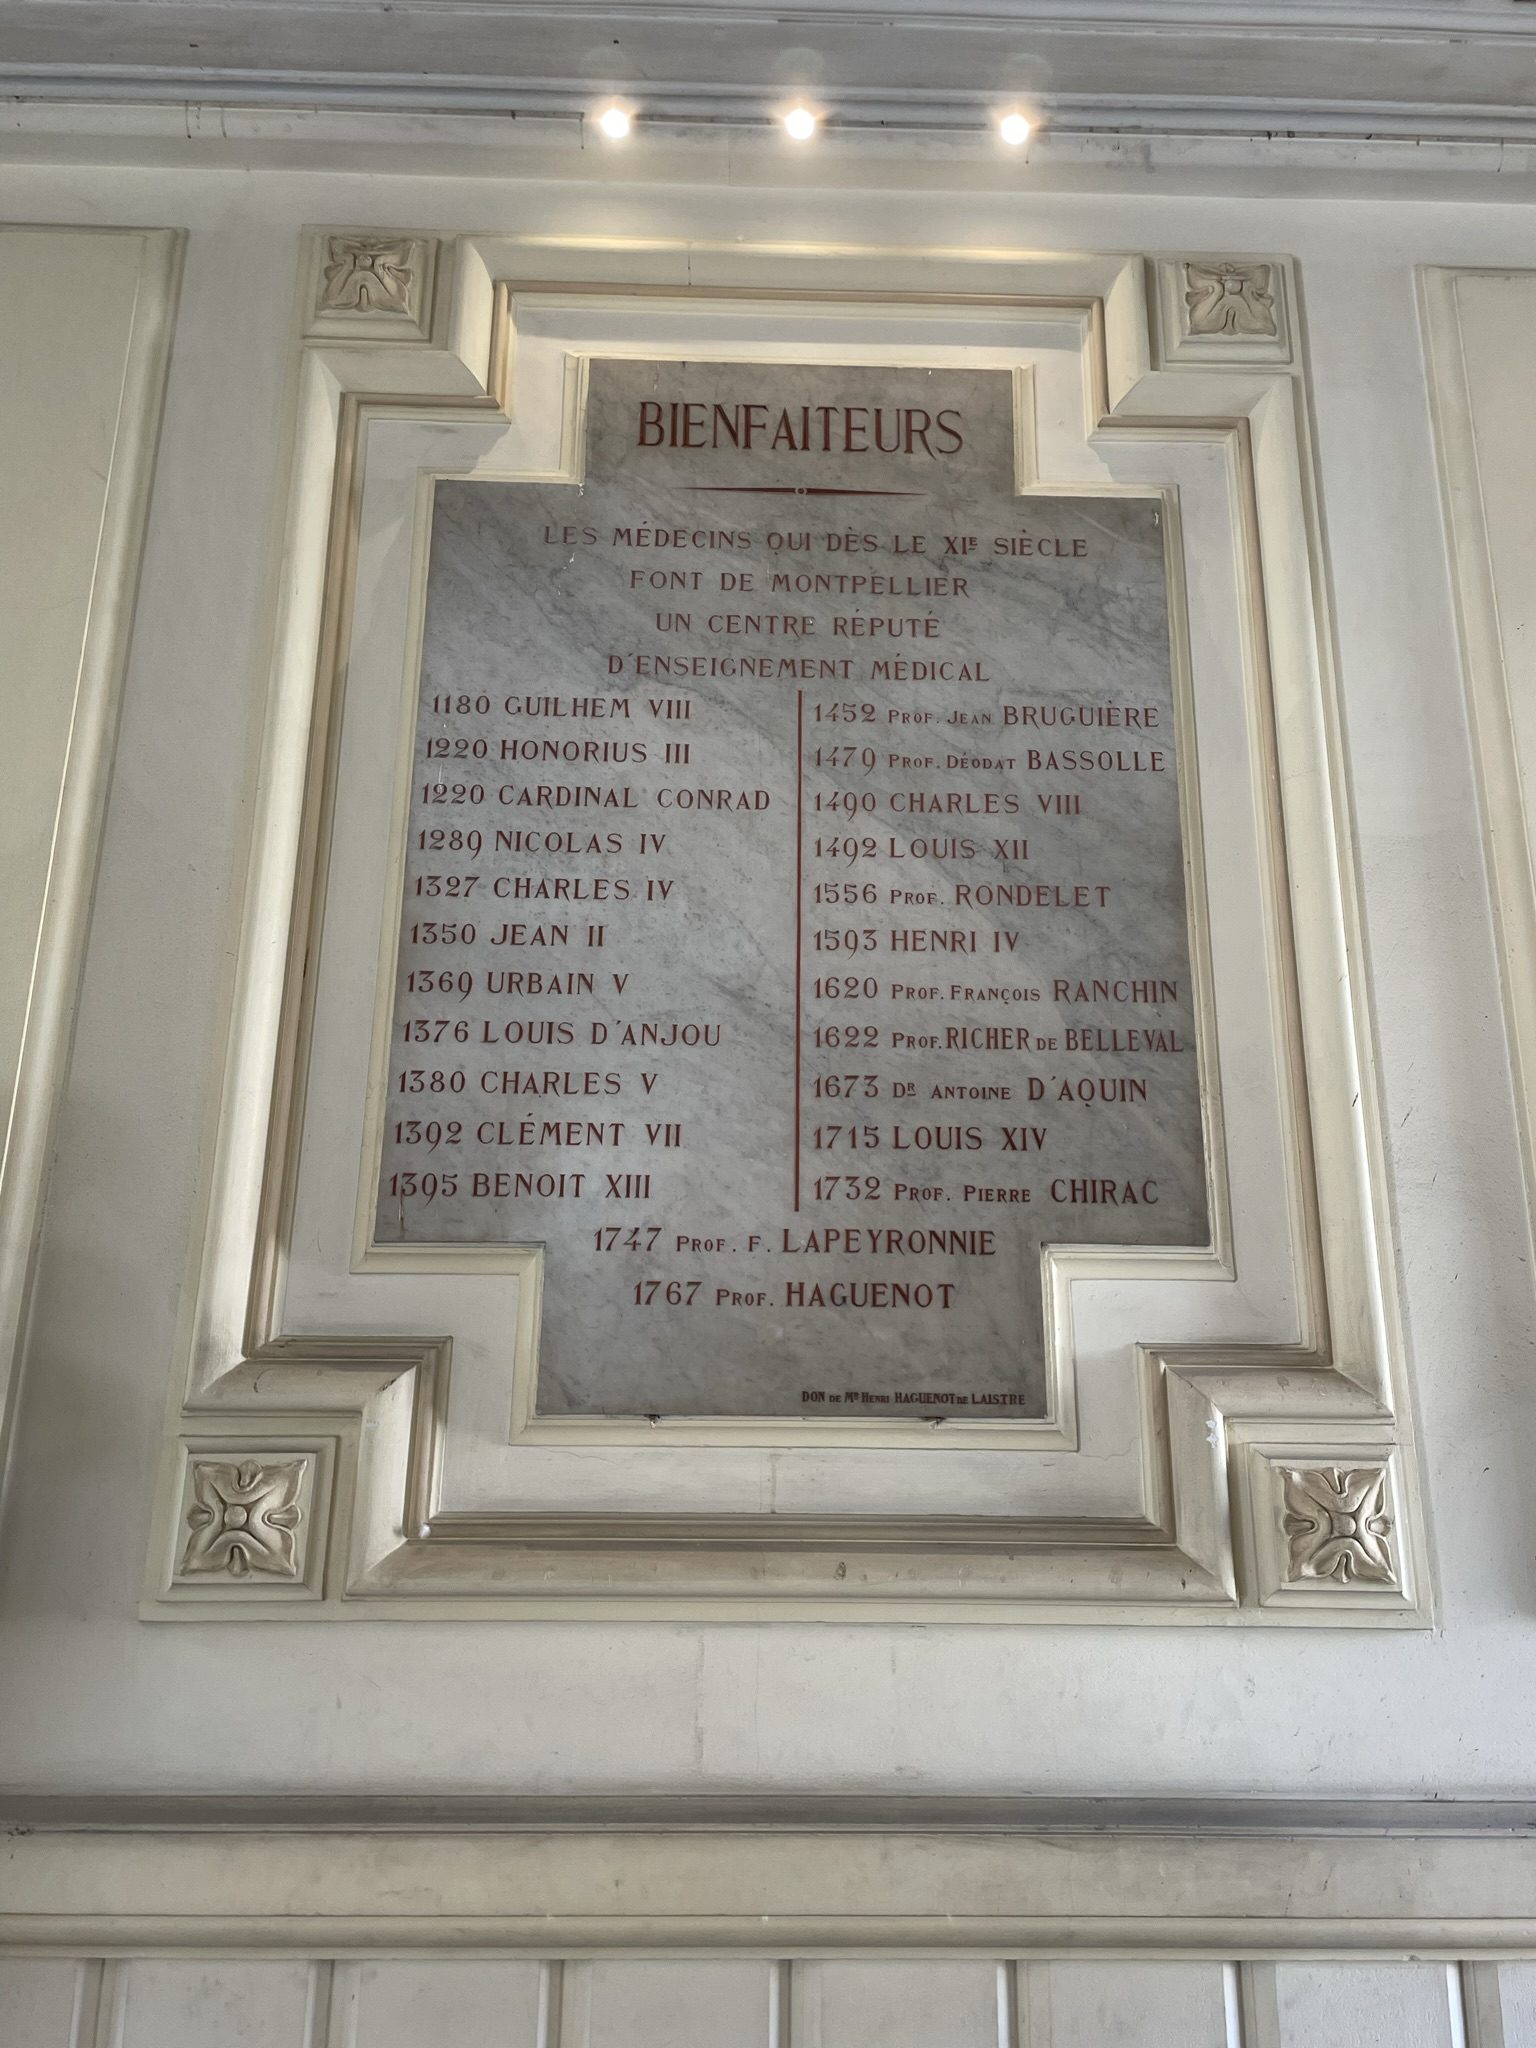 BIENFAITEURS
LES MÉDECINS QUI DÈS LE XIE SIÈCLE
FONT DE MONTPELLIER
UN CENTRE RÉPUTÉ
D'ENSEIGNEMENT MÉDICAL
1180 GUILHEM VIII
1220 HONORIUS III
1220 CARDINAL CONRAD
1289 NICOLAS IV
1327 CHARLES IV
1350 JEAN II
1369 URBAIN V
1376 LOUIS D'ANJOU
1380 CHARLES V
1392 CLÉMENT VII
1395 BENOIT XIII
1452 PROF. JEAN BRUGUIÈRE
1479 PROF. DÉODAT BASSOLLE
1490 CHARLES VIII
1492 LOUIS XII
1556 PROF. RONDELET
1593 HENRI IV
1620 PROF. FRANÇOIS RANCHIN
1622 PROF. RICHER DE BELLEVAL
1673 DR ANTOINE D'AQUIN
1715 LOUIS XIV
1732 PROF. PIERRE CHIRAC
1747 PROF. F. LAPEYRONNIE
1767 PROF. HAGUENOT
DON DE MR HENRI HAGUENOT DE LAISTRE